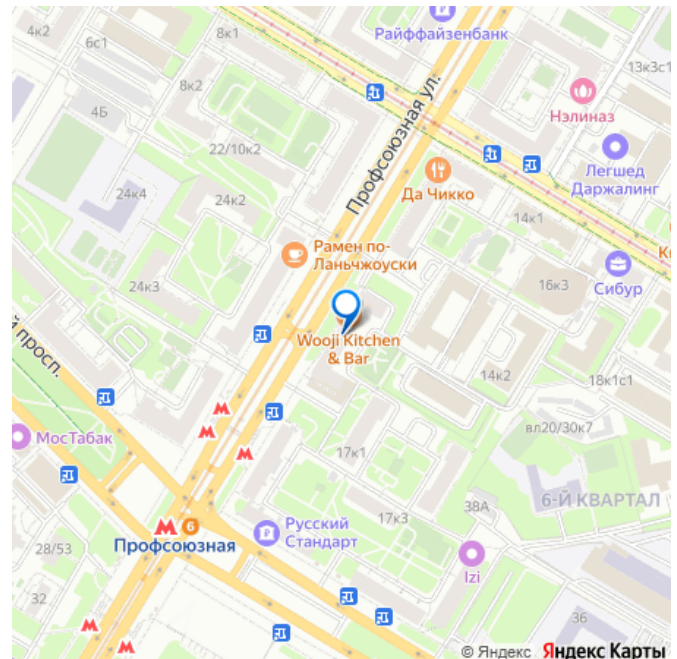 4к2
6с1
8к1
Райффайзенбанк
13к3с1
8к2
4Б
Нэлиназ
Профсоюзная ул.
22/10к2
Легшед
Даржалинг
Да Чикко
24к4
24к2
14к1
Рамен по-
Ланьчжоуски
Сибур
16к3
24к3
й просп.
Wooji Kitchen
& Bar
14к2
18к1с1
вл20/30к7
МосТабак
17к1
6-Й КВАРТАЛ
38А
17к3
6
Профсоюзная
Русский
Стандарт
28/53
Izi
32
36
© Яндекс Яндекс Карты